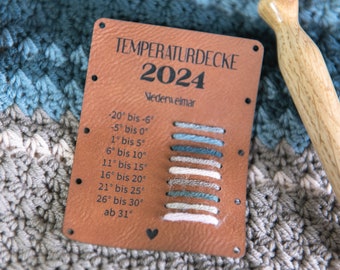 TEMPERATURDECKE
2024
Niederweimar
-20° bis -6°
-5° bis 0°
1° bis 5°
6° bis 10°
11° bis 15°
16° bis 20°
21° bis 25°
26° bis 30°
ab 31°